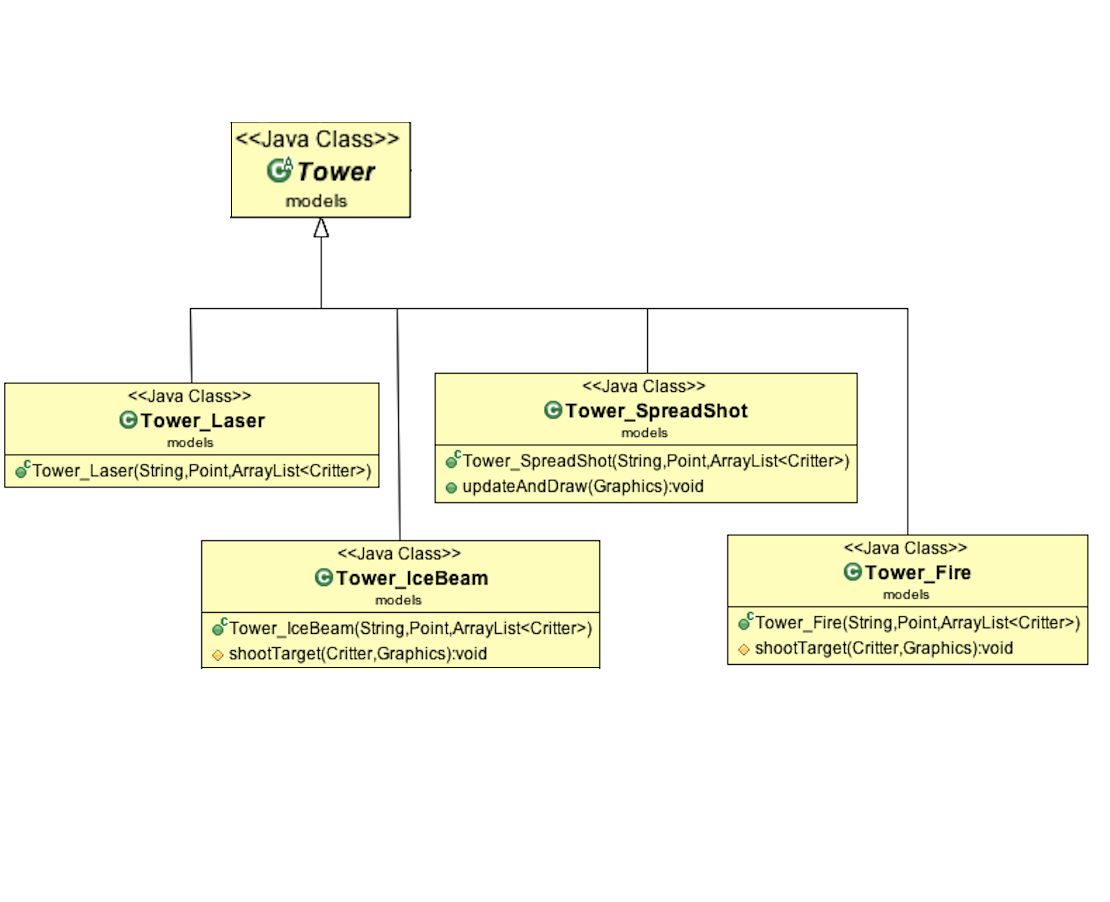 <<Java Class>>
Tower
models
<<Java Class>>
Tower_Laser
models
Tower_Laser(String,Point,ArrayList<Critter>)
<<Java Class>>
Tower_SpreadShot
models
Tower_SpreadShot(String,Point,ArrayList<Critter>)
updateAndDraw(Graphics):void
<<Java Class>>
Tower_IceBeam
models
Tower_IceBeam(String,Point,ArrayList<Critter>)
shootTarget(Critter,Graphics):void
<<Java Class>>
Tower_Fire
models
Tower_Fire(String,Point,ArrayList<Critter>)
shootTarget(Critter,Graphics):void